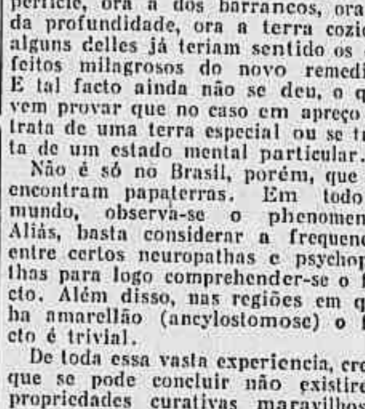 perficie, ora a dos barrancos, ora
da profundidade, ora a terra cozi
alguns delles já teriam sentido os
feitos milagrosos do novo remedi
E tal facto ainda não se deu, o q
vem provar que no caso em apreço
trata de uma terra especial ou se t
ta de um estado mental particular.
Não é só no Brasil, porém, que
encontram papaterras. Em todo
mundo, observa-se o phenomen
Aliás, basta considerar a frequenc
entre certos neuropathas e psychop
thas para logo comprehender-se o f
cto. Além disso, nas regiões em q
ha amarellão (ancylostomose) o f
cto é trivial.
De toda essa vasta experiencia, cre
que se pode concluir não existire
propriedades curativas maravilhos